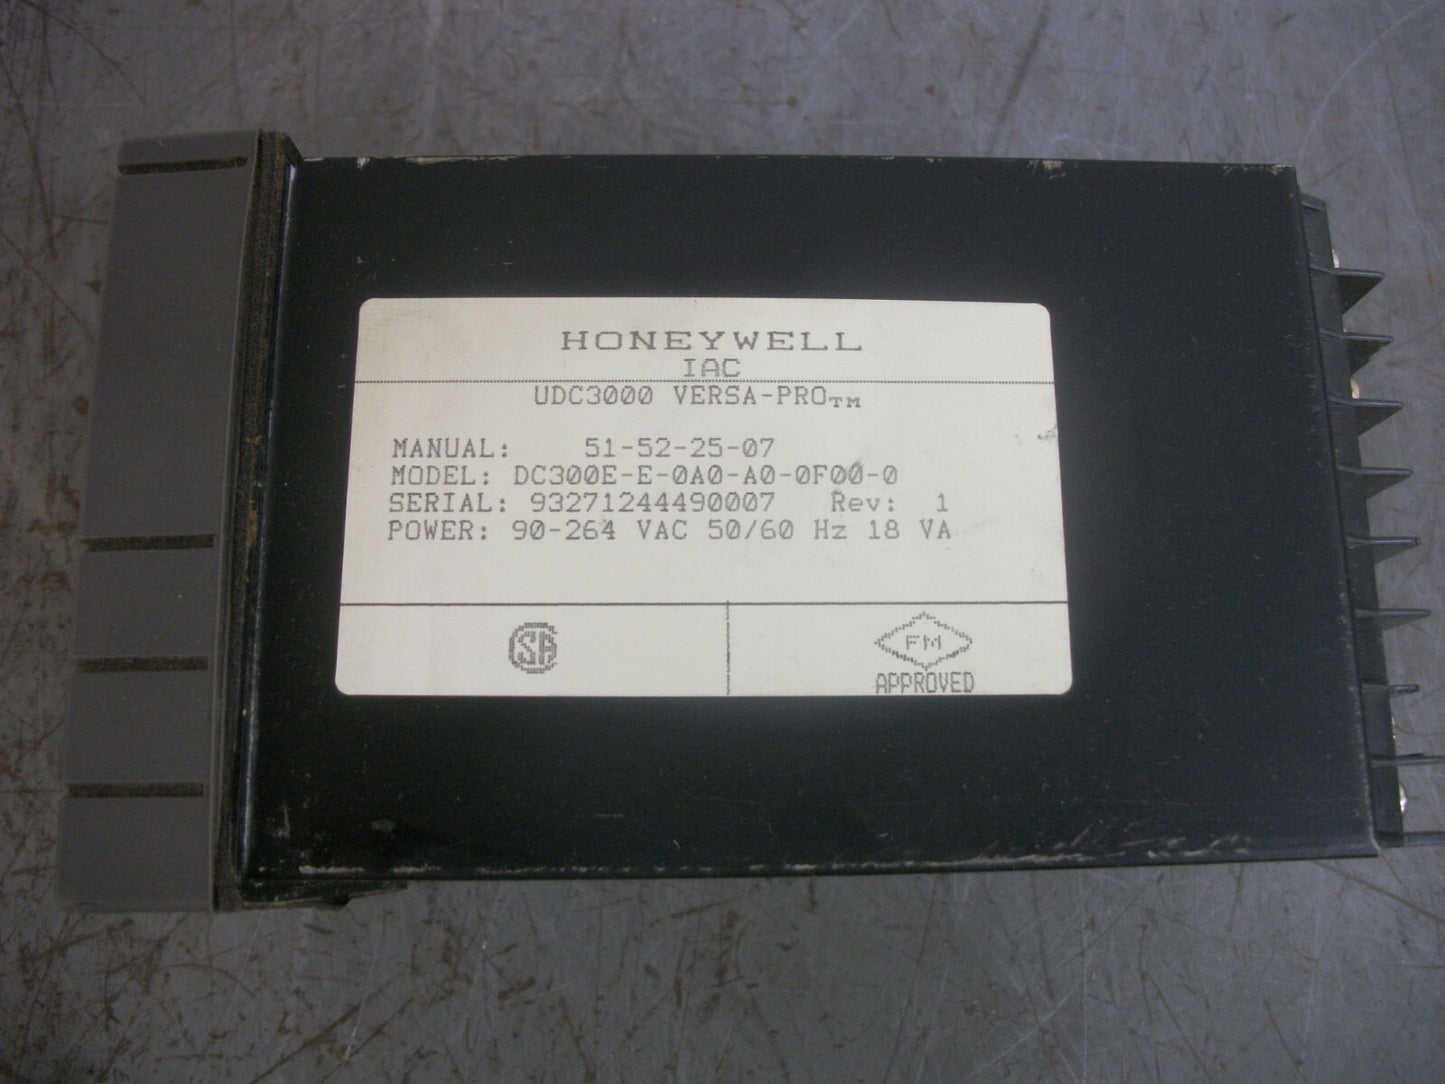 HONEYWELL
IAC
UDC3000 VERSA-PRO™
MANUAL: 51-52-25-07
MODEL: DC300E-E-0A0-A0-0F00-0
SERIAL: 93271244490007 Rev: 1
POWER: 90-264 VAC 50/60 Hz 18 VA
SA
FM
APPROVED